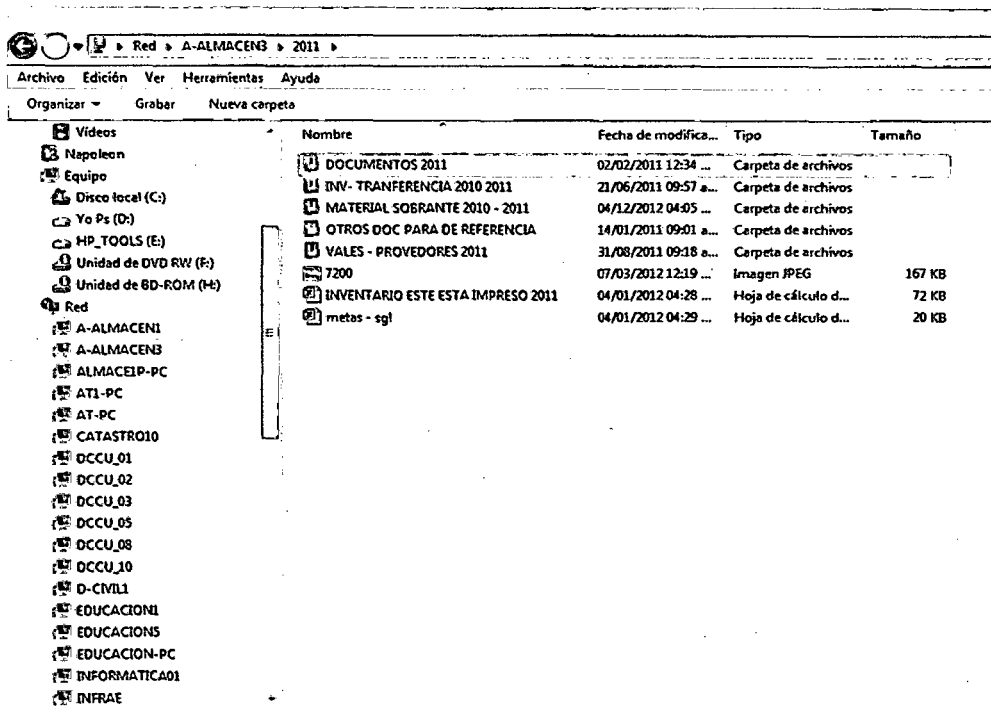 Red ▸ A-ALMACEN3 ▸ 2011 ▸
Archivo Edición Ver Herramientas Ayuda
Organizar Grabar Nueva carpeta
Nombre Fecha de modifica... Tipo Tamaño
DOCUMENTOS 2011 02/02/2011 12:34 ... Carpeta de archivos
INV- TRANFERENCIA 2010 2011 21/06/2011 09:57 a... Carpeta de archivos
MATERIAL SOBRANTE 2010 - 2011 04/12/2012 04:05 ... Carpeta de archivos
OTROS DOC PARA DE REFERENCIA 14/01/2011 09:01 a... Carpeta de archivos
VALES - PROVEDORES 2011 31/08/2011 09:18 a... Carpeta de archivos
7200 07/03/2012 12:19 ... Imagen JPEG 167 KB
INVENTARIO ESTE ESTA IMPRESO 2011 04/01/2012 04:28 ... Hoja de cálculo d... 72 KB
metas - sgl 04/01/2012 04:29 ... Hoja de cálculo d... 20 KB
Vídeos
Napoleon
Equipo
Disco local (C:)
Yo Ps (D:)
HP_TOOLS (E:)
Unidad de DVD RW (F:)
Unidad de BD-ROM (H:)
Red
A-ALMACEN1
A-ALMACEN3
ALMACE1P-PC
AT1-PC
AT-PC
CATASTRO10
DCCU_01
DCCU_02
DCCU_03
DCCU_05
DCCU_08
DCCU_10
D-CIVIL1
EDUCACION1
EDUCACION5
EDUCACION-PC
INFORMATICA01
INFRAE